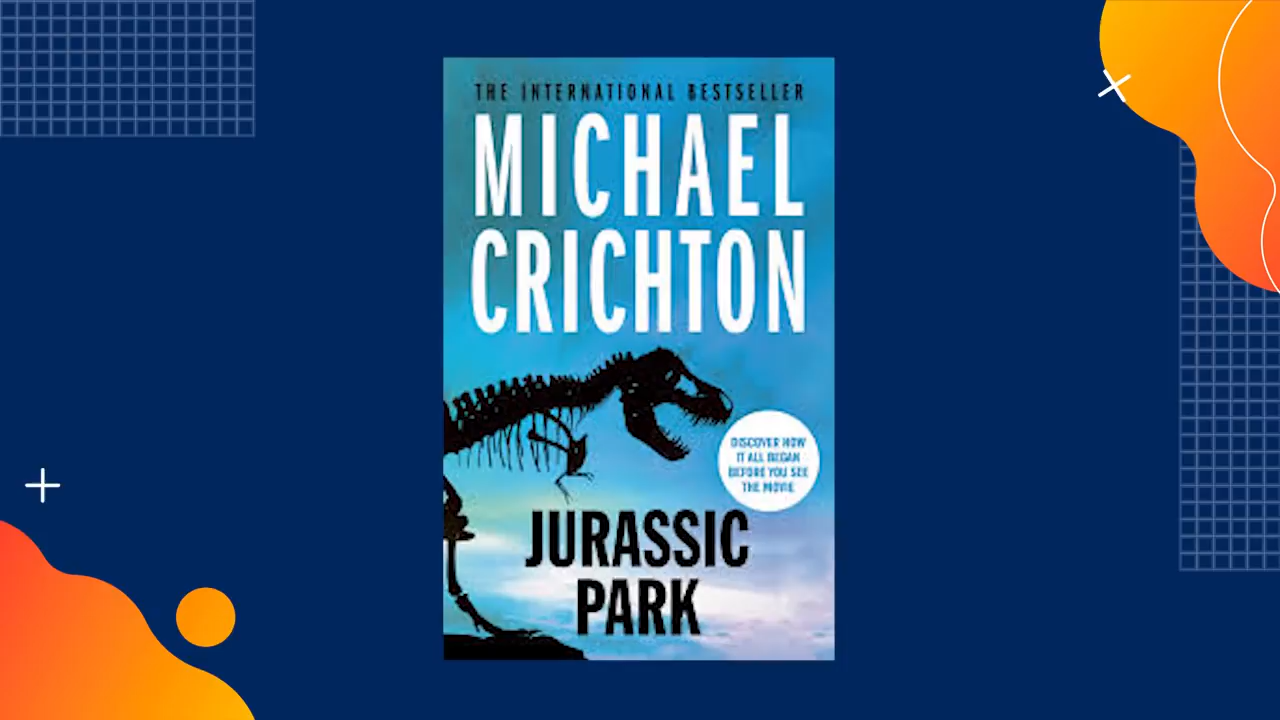 THE INTERNATIONAL BESTSELLER
MICHAEL
CRICHTON
DISCOVER HOW
IT ALL BEGAN
BEFORE YOU SEE
THE MOVIE
JURASSIC
PARK